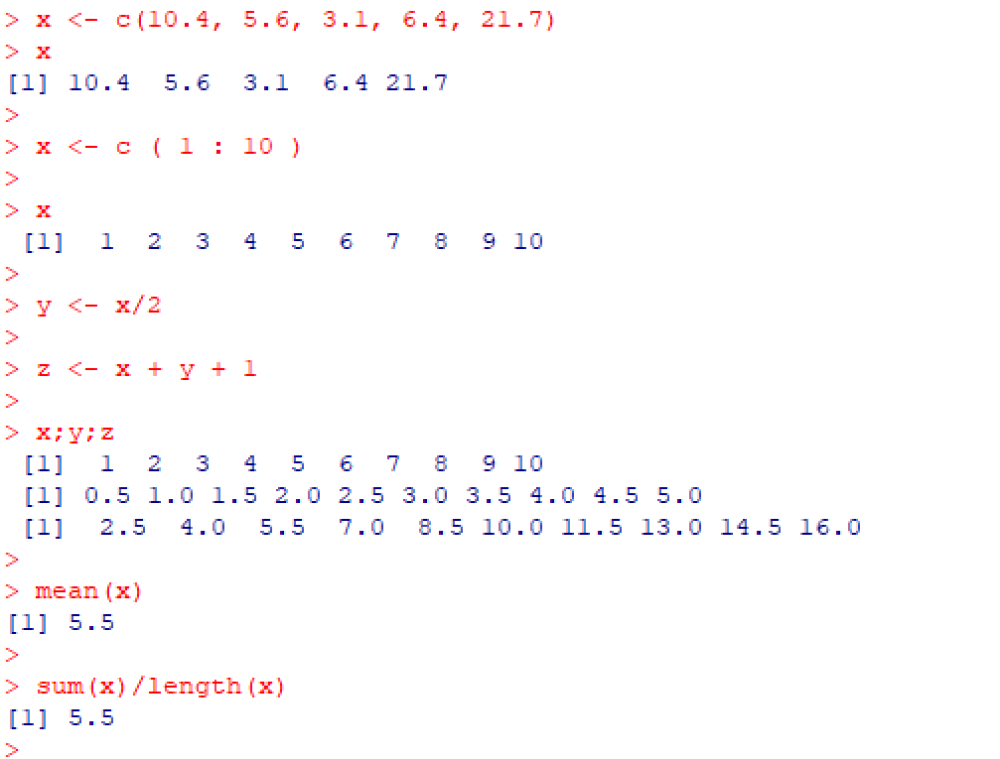 > x <- c(10.4, 5.6, 3.1, 6.4, 21.7)
> x
[1] 10.4  5.6  3.1  6.4 21.7
>
> x <- c ( 1 : 10 )
>
> x
 [1]  1  2  3  4  5  6  7  8  9 10
>
> y <- x/2
>
> z <- x + y + 1
>
> x;y;z
 [1]  1  2  3  4  5  6  7  8  9 10
 [1] 0.5 1.0 1.5 2.0 2.5 3.0 3.5 4.0 4.5 5.0
 [1]  2.5  4.0  5.5  7.0  8.5 10.0 11.5 13.0 14.5 16.0
>
> mean(x)
[1] 5.5
>
> sum(x)/length(x)
[1] 5.5
>